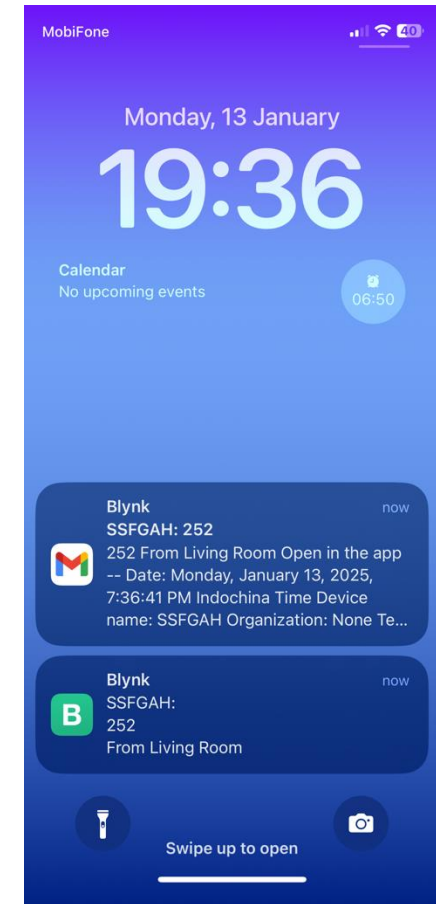 MobiFone
40
Monday, 13 January
19:36
Calendar
No upcoming events
06:50
Blynk
now
SSFGAH: 252
252 From Living Room Open in the app
-- Date: Monday, January 13, 2025,
7:36:41 PM Indochina Time Device
name: SSFGAH Organization: None Te...
Blynk
now
B
SSFGAH:
252
From Living Room
Swipe up to open